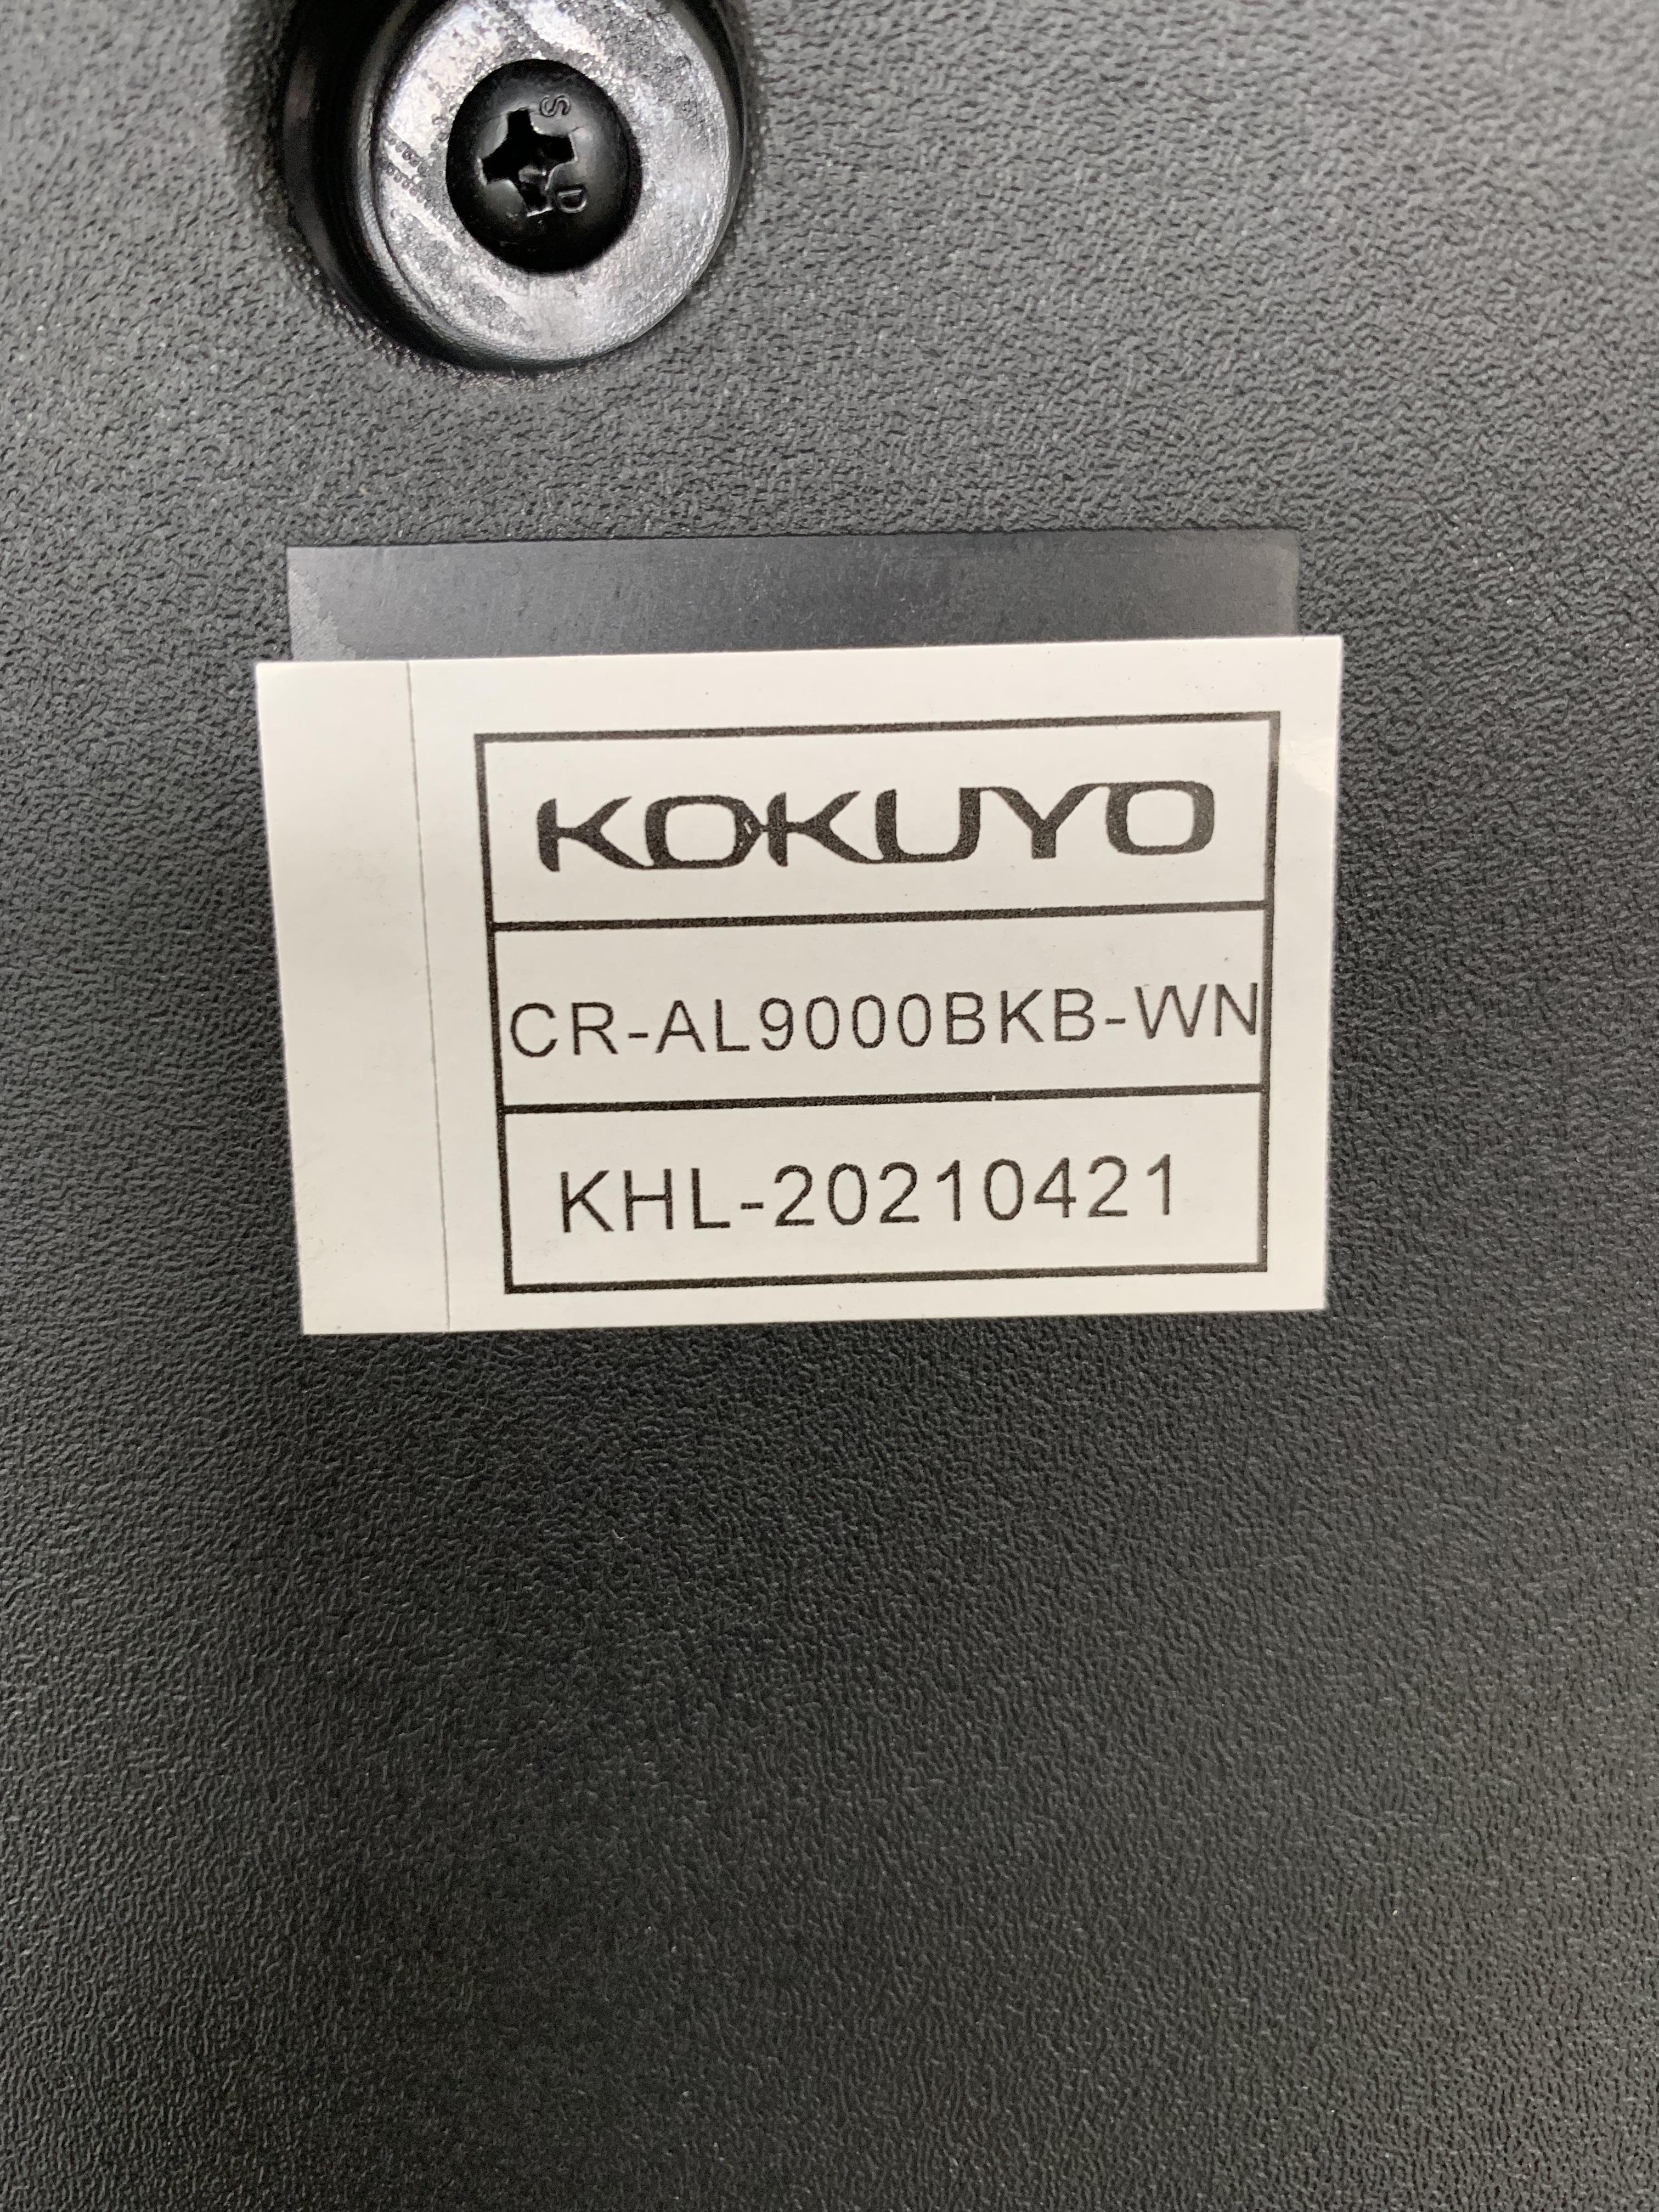 S
D
KOKUYO
CR-AL9000BKB-WN
KHL-20210421